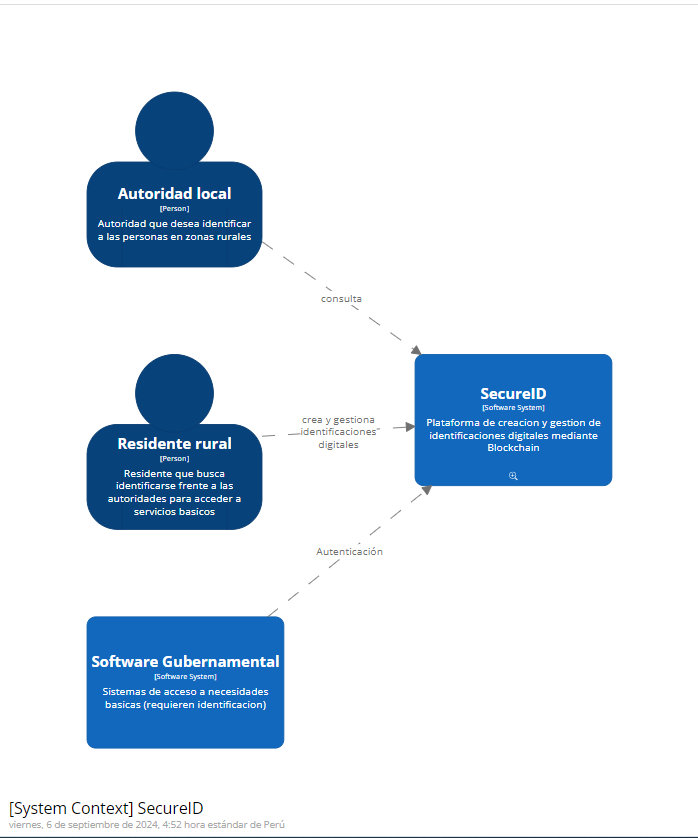 Autoridad local
[Person]
Autoridad que desea identificar
a las personas en zonas rurales
consulta
Residente rural
[Person]
Residente que busca
identificarse frente a las
autoridades para acceder a
servicios basicos
crea y gestiona
identificaciones
digitales
SecureID
[Software System]
Plataforma de creacion y gestion de
identificaciones digitales mediante
Blockchain
Autenticación
Software Gubernamental
[Software System]
Sistemas de acceso a necesidades
basicas (requieren identificacion)
[System Context] SecureID
viernes, 6 de septiembre de 2024, 4:52 hora estándar de Perú